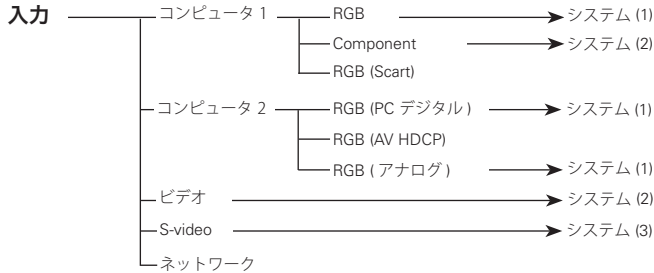 入力 コンピュータ 1 RGB システム (1)
Component システム (2)
RGB (Scart)
コンピュータ 2 RGB (PC デジタル ) システム (1)
RGB (AV HDCP)
RGB ( アナログ ) システム (1)
ビデオ システム (2)
S-video システム (3)
ネットワーク